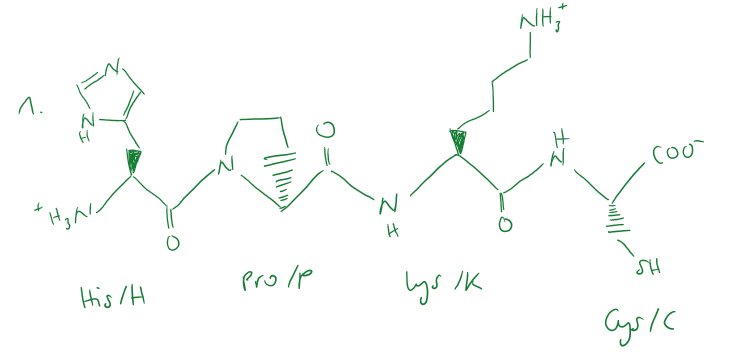 1.
NH₃⁺
N
N
H
⁺H₃N
O
N
O
N
H
O
H
N
COO⁻
SH
His/H
Pro/P
Lys/K
Cys/C